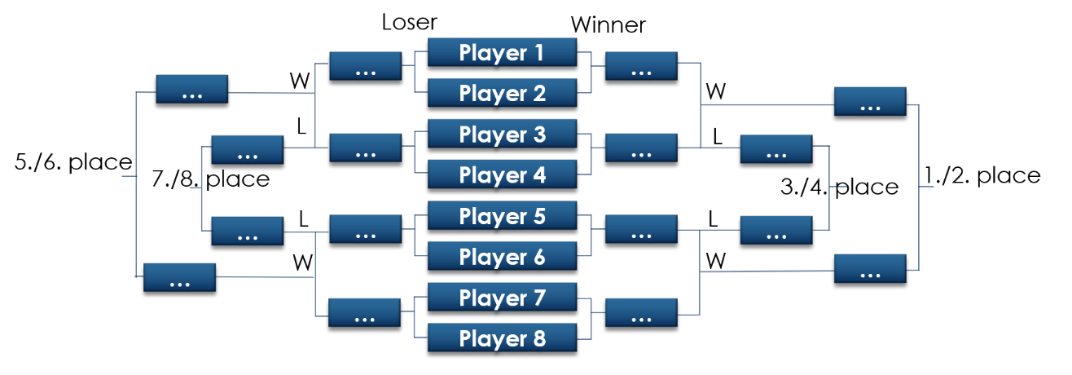 Loser
Winner
Player 1
...
...
W
Player 2
W
...
...
L
Player 3
L
...
...
...
...
5./6. place
7./8. place
Player 4
3./4. place
1./2. place
L
Player 5
L
...
...
...
...
W
Player 6
W
...
...
Player 7
...
...
Player 8